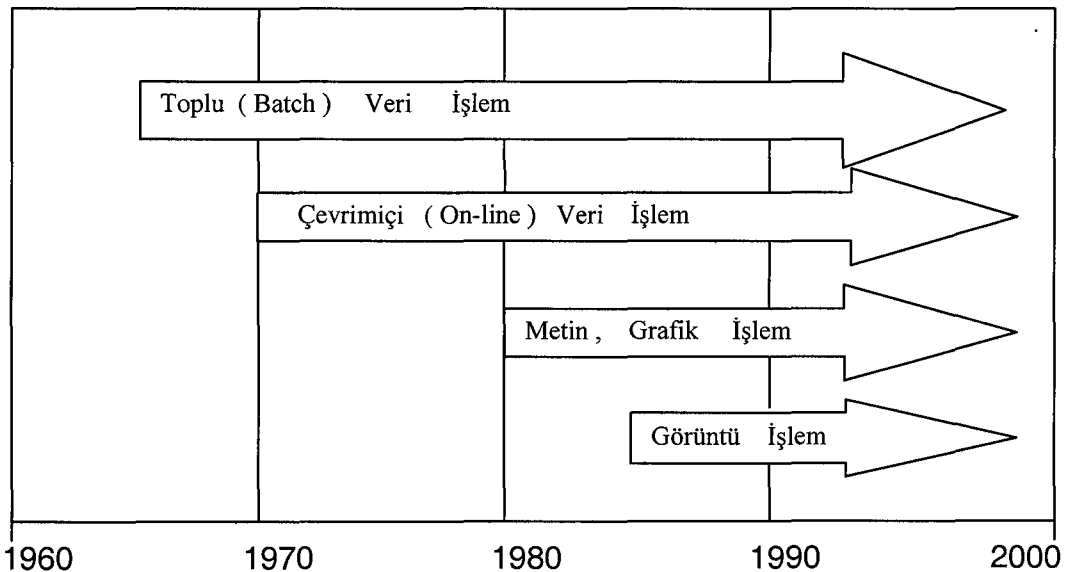 Toplu ( Batch ) Veri İşlem
Çevrimiçi ( On-line ) Veri İşlem
Metin , Grafik İşlem
Görüntü İşlem
1960 1970 1980 1990 2000